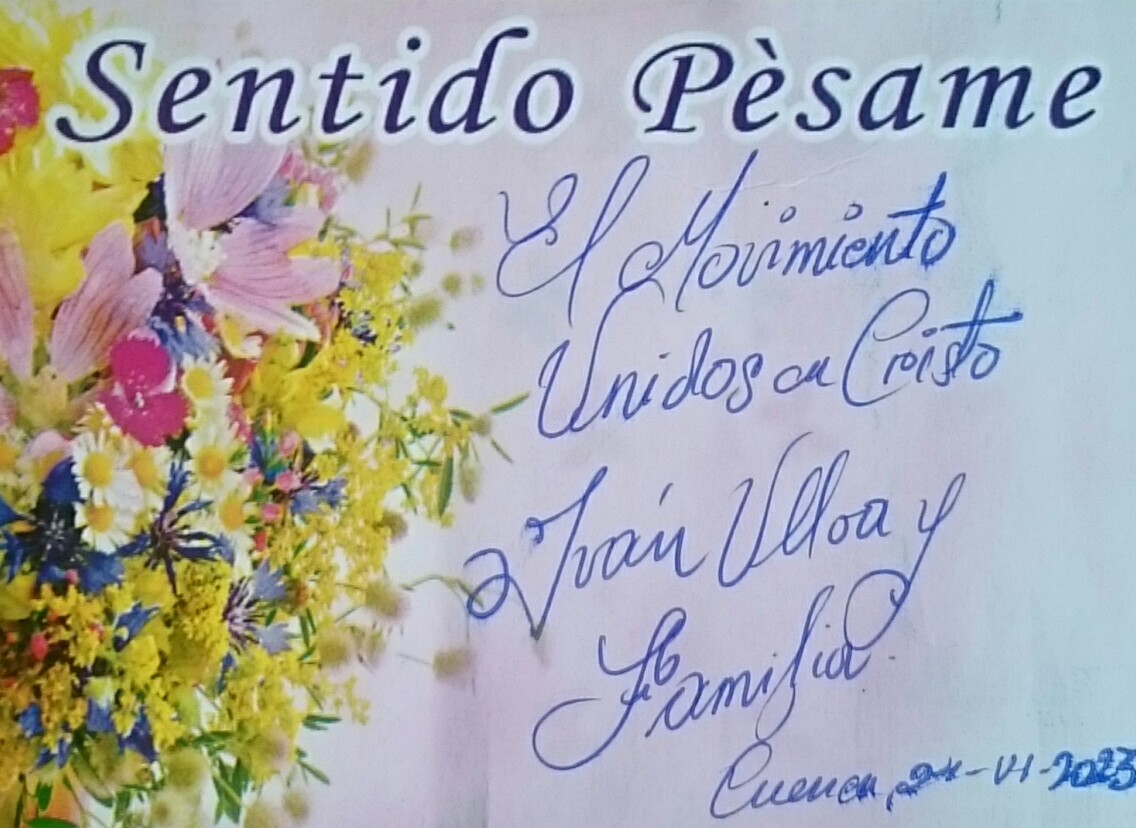 Sentido Pèsame
El Movimiento
Unidos en Cristo
Iván Ulloa y
Familia.
Cuenca, 24-VI-2023